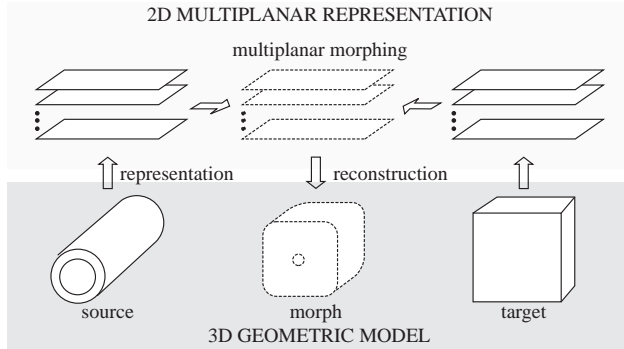 2D MULTIPLANAR REPRESENTATION
multiplanar morphing
representation
reconstruction
source
morph
target
3D GEOMETRIC MODEL